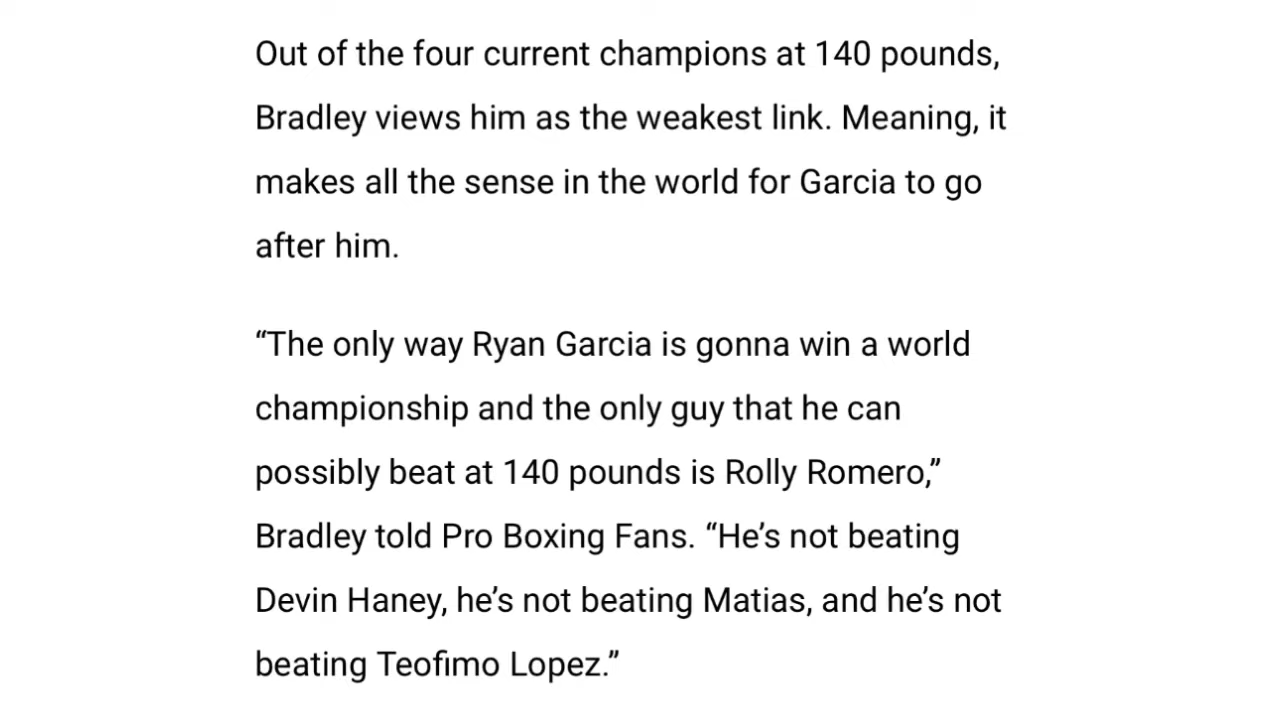 Out of the four current champions at 140 pounds,
Bradley views him as the weakest link. Meaning, it
makes all the sense in the world for Garcia to go
after him.
“The only way Ryan Garcia is gonna win a world
championship and the only guy that he can
possibly beat at 140 pounds is Rolly Romero,”
Bradley told Pro Boxing Fans. “He’s not beating
Devin Haney, he’s not beating Matias, and he’s not
beating Teofimo Lopez.”